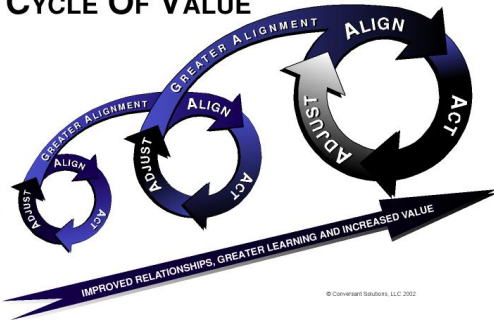 CYCLE OF VALUE
GREATER ALIGNMENT
ALIGN
ACT
ADJUST
GREATER ALIGNMENT
ALIGN
ACT
ADJUST
ALIGN
ACT
ADJUST
IMPROVED RELATIONSHIPS, GREATER LEARNING AND INCREASED VALUE
© Conversant Solutions, LLC 2002